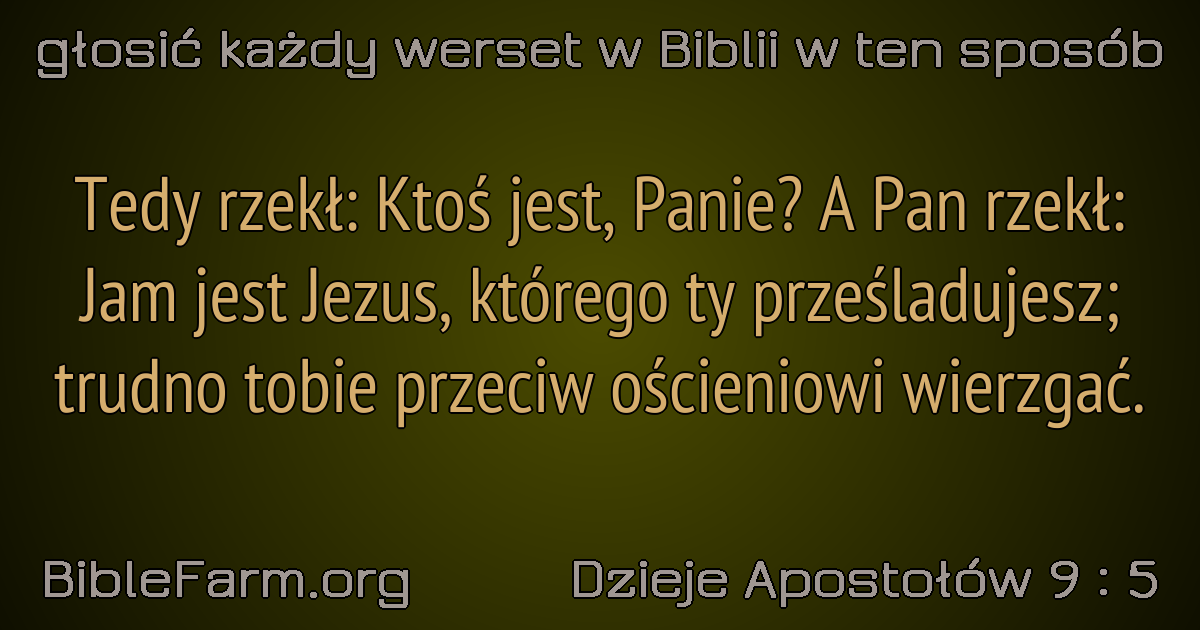 głosić każdy werset w Biblii w ten sposób
Tedy rzekł: Ktoś jest, Panie? A Pan rzekł:
Jam jest Jezus, którego ty prześladujesz;
trudno tobie przeciw ościeniowi wierzgać.
BibleFarm.org
Dzieje Apostołów 9 : 5